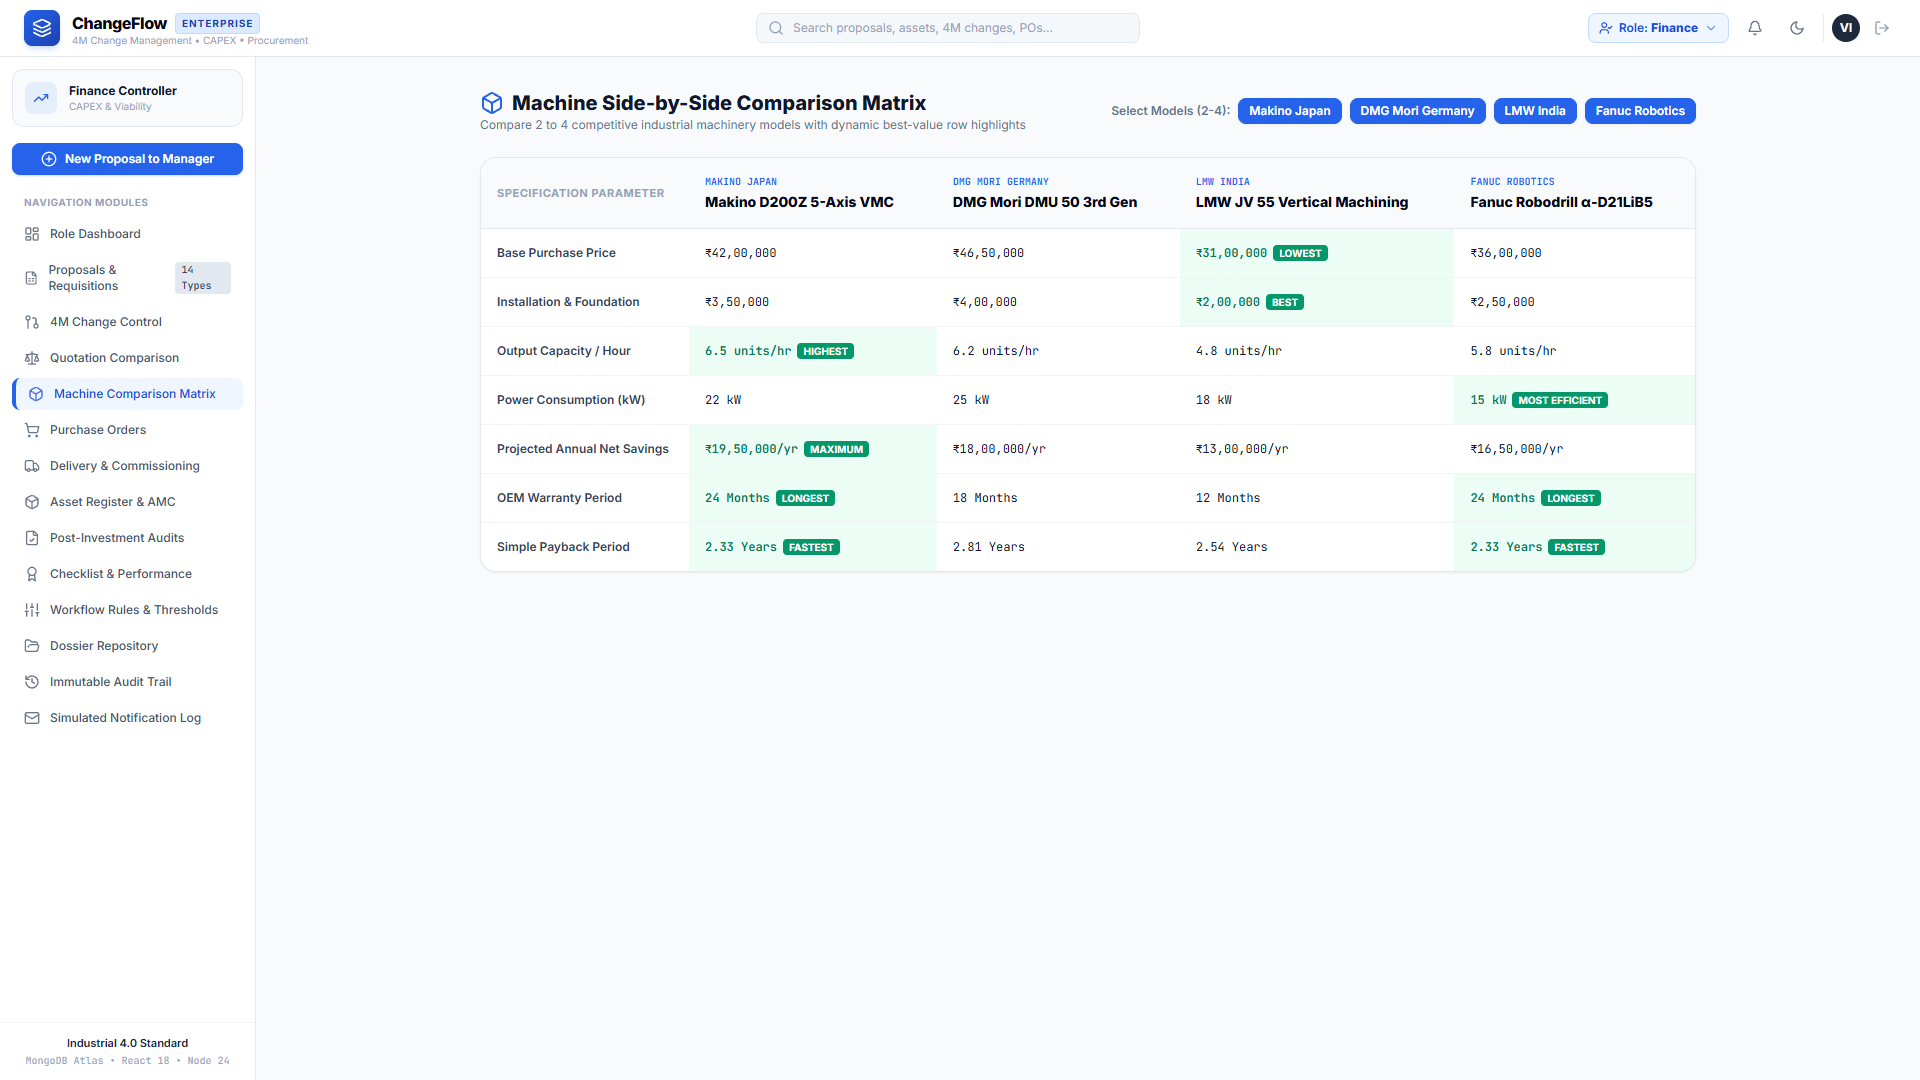 ChangeFlow ENTERPRISE
4M Change Management • CAPEX • Procurement
Search proposals, assets, 4M changes, POs...
Role: Finance
VI
Finance Controller
CAPEX & Viability
New Proposal to Manager
NAVIGATION MODULES
Role Dashboard
Proposals & Requisitions
14 Types
4M Change Control
Quotation Comparison
Machine Comparison Matrix
Purchase Orders
Delivery & Commissioning
Asset Register & AMC
Post-Investment Audits
Checklist & Performance
Workflow Rules & Thresholds
Dossier Repository
Immutable Audit Trail
Simulated Notification Log
Industrial 4.0 Standard
MongoDB Atlas • React 18 • Node 24
Machine Side-by-Side Comparison Matrix
Compare 2 to 4 competitive industrial machinery models with dynamic best-value row highlights
Select Models (2-4): Makino Japan DMG Mori Germany LMW India Fanuc Robotics
MAKINO JAPAN DMG MORI GERMANY LMW INDIA FANUC ROBOTICS
SPECIFICATION PARAMETER Makino D200Z 5-Axis VMC DMG Mori DMU 50 3rd Gen LMW JV 55 Vertical Machining Fanuc Robodrill α-D21LiB5
Base Purchase Price ₹42,00,000 ₹46,50,000 ₹31,00,000 LOWEST ₹36,00,000
Installation & Foundation ₹3,50,000 ₹4,00,000 ₹2,00,000 BEST ₹2,50,000
Output Capacity / Hour 6.5 units/hr HIGHEST 6.2 units/hr 4.8 units/hr 5.8 units/hr
Power Consumption (kW) 22 kW 25 kW 18 kW 15 kW MOST EFFICIENT
Projected Annual Net Savings ₹19,50,000/yr MAXIMUM ₹18,00,000/yr ₹13,00,000/yr ₹16,50,000/yr
OEM Warranty Period 24 Months LONGEST 18 Months 12 Months 24 Months LONGEST
Simple Payback Period 2.33 Years FASTEST 2.81 Years 2.54 Years 2.33 Years FASTEST